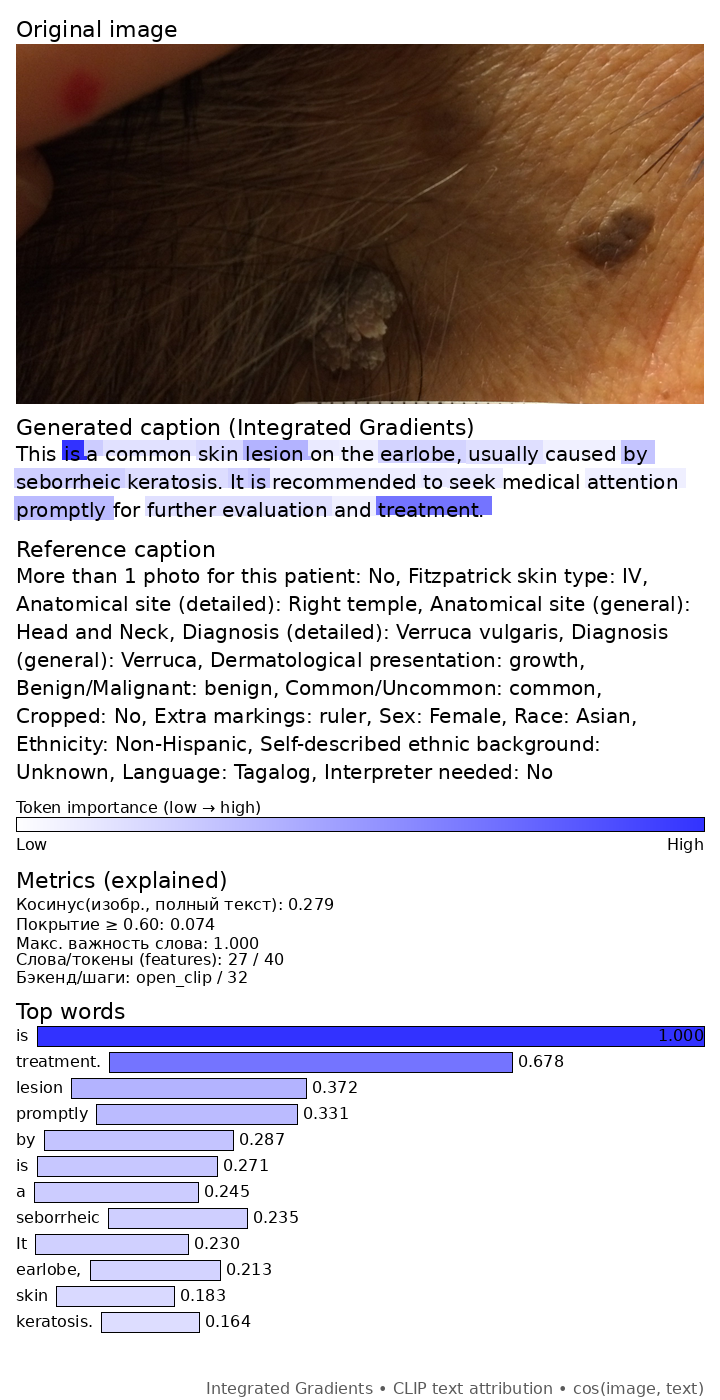 Original image
Generated caption (Integrated Gradients)
This is a common skin lesion on the earlobe, usually caused by
seborrheic keratosis. It is recommended to seek medical attention
promptly for further evaluation and treatment.
Reference caption
More than 1 photo for this patient: No, Fitzpatrick skin type: IV,
Anatomical site (detailed): Right temple, Anatomical site (general):
Head and Neck, Diagnosis (detailed): Verruca vulgaris, Diagnosis
(general): Verruca, Dermatological presentation: growth,
Benign/Malignant: benign, Common/Uncommon: common,
Cropped: No, Extra markings: ruler, Sex: Female, Race: Asian,
Ethnicity: Non-Hispanic, Self-described ethnic background:
Unknown, Language: Tagalog, Interpreter needed: No
Token importance (low → high)
Low High
Metrics (explained)
Косинус(изобр., полный текст): 0.279
Покрытие ≥ 0.60: 0.074
Макс. важность слова: 1.000
Слова/токены (features): 27 / 40
Бэкенд/шаги: open_clip / 32
Top words
is 1.000
treatment. 0.678
lesion 0.372
promptly 0.331
by 0.287
is 0.271
a 0.245
seborrheic 0.235
It 0.230
earlobe, 0.213
skin 0.183
keratosis. 0.164
Integrated Gradients • CLIP text attribution • cos(image, text)